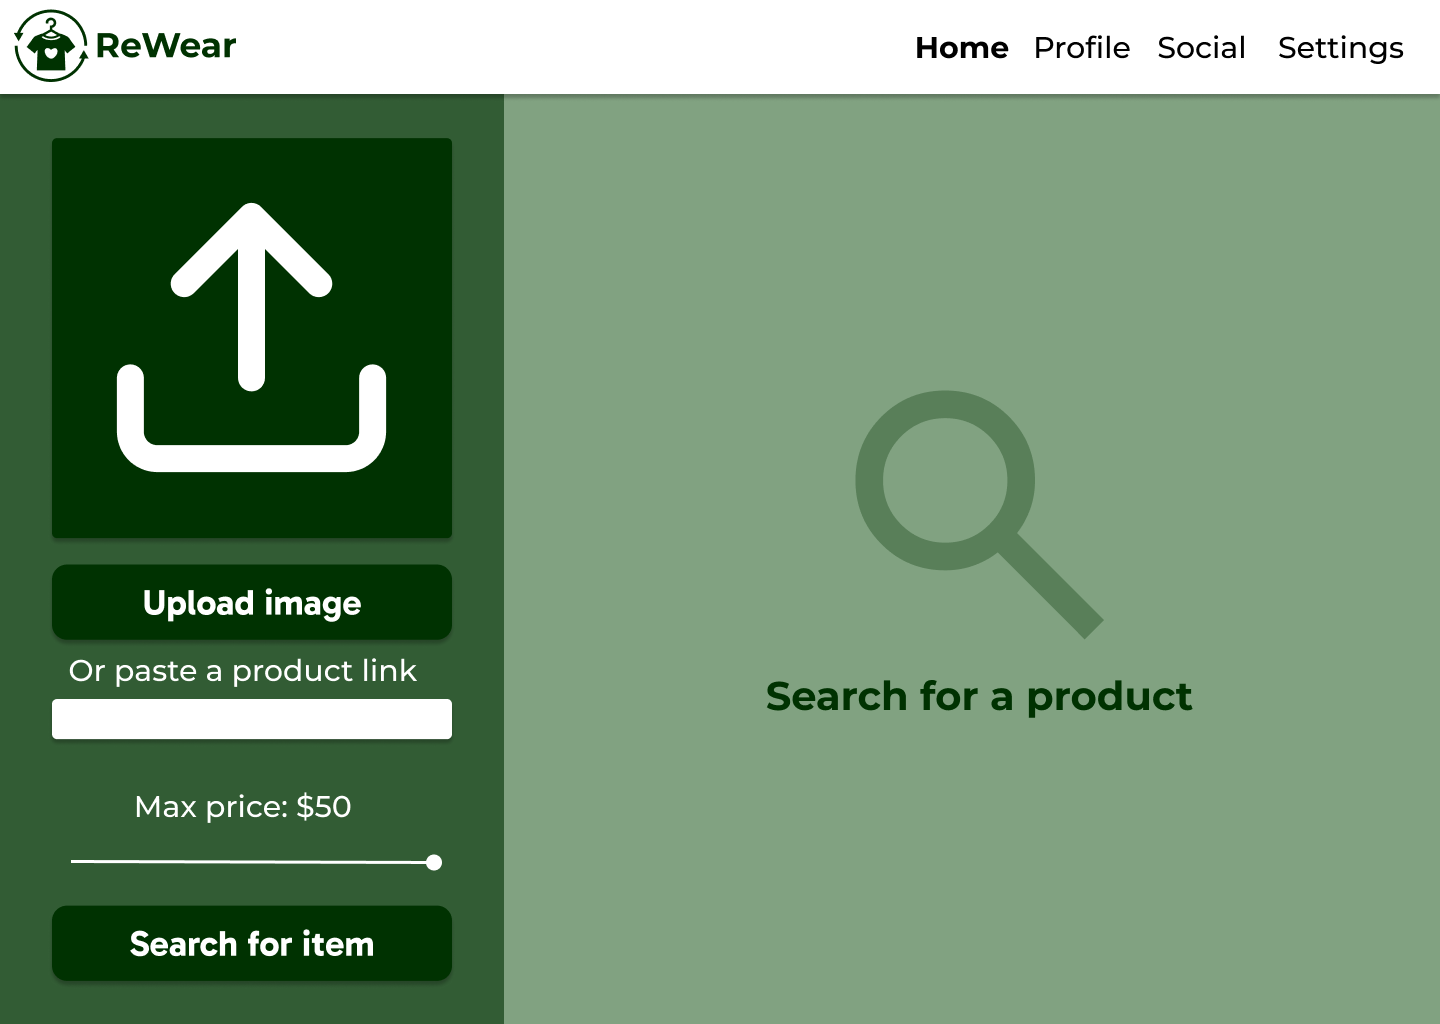 ReWear
Home Profile Social Settings
Upload image
Or paste a product link
Max price: $50
Search for item
Search for a product